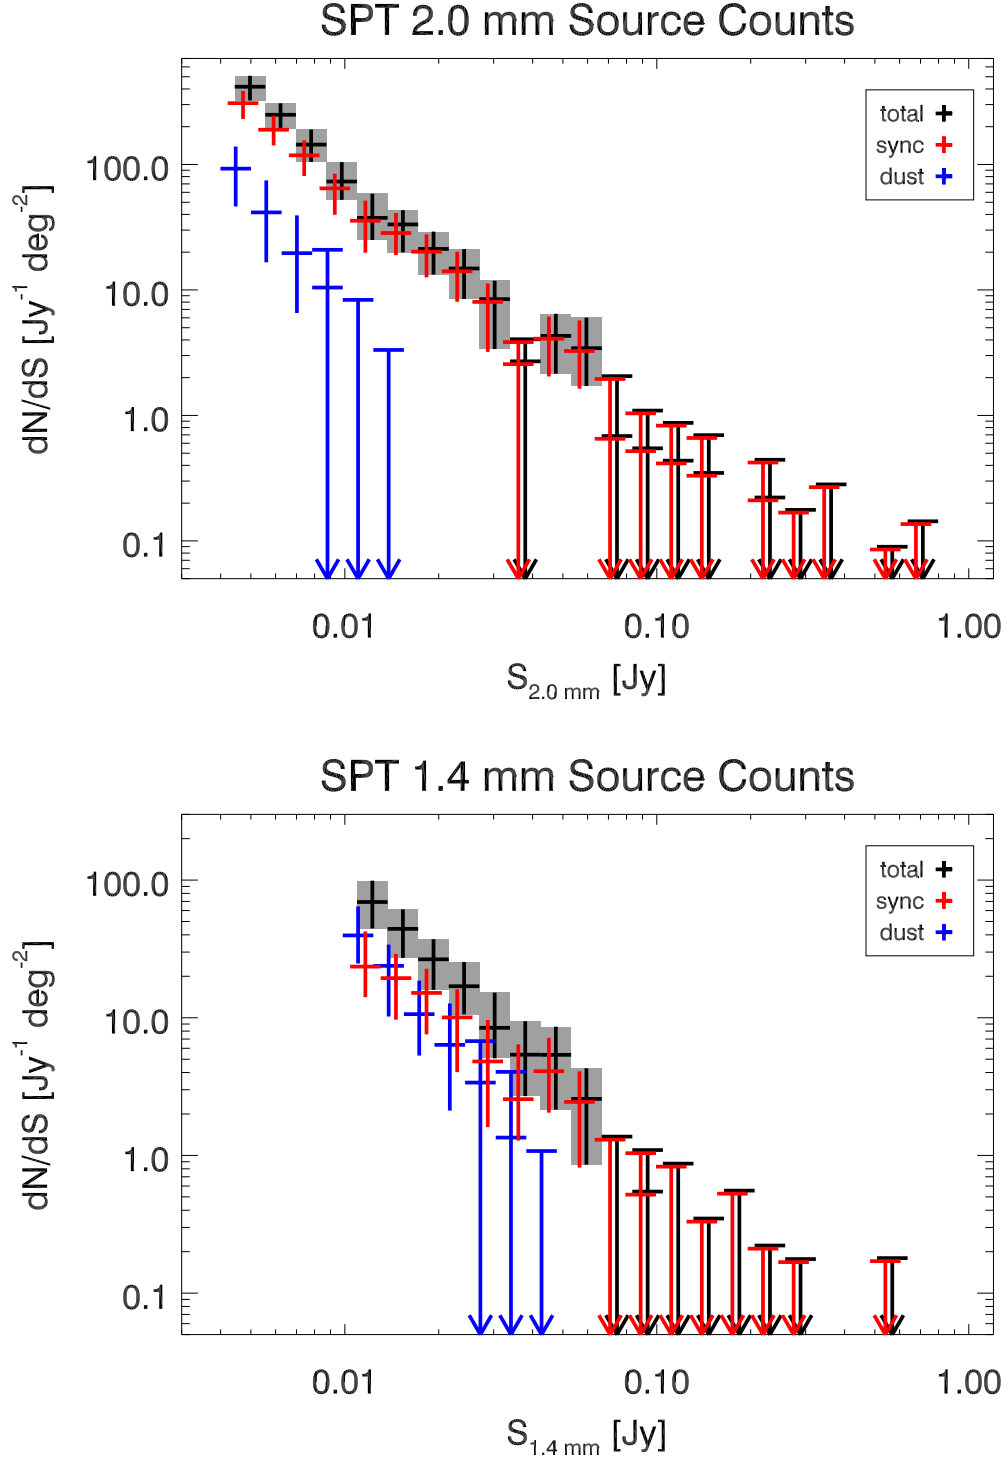 SPT 2.0 mm Source Counts
dN/dS [Jy⁻¹ deg⁻²]
100.0
10.0
1.0
0.1
total
sync
dust
0.01
0.10
1.00
S2.0 mm [Jy]
SPT 1.4 mm Source Counts
dN/dS [Jy⁻¹ deg⁻²]
100.0
10.0
1.0
0.1
total
sync
dust
0.01
0.10
1.00
S1.4 mm [Jy]